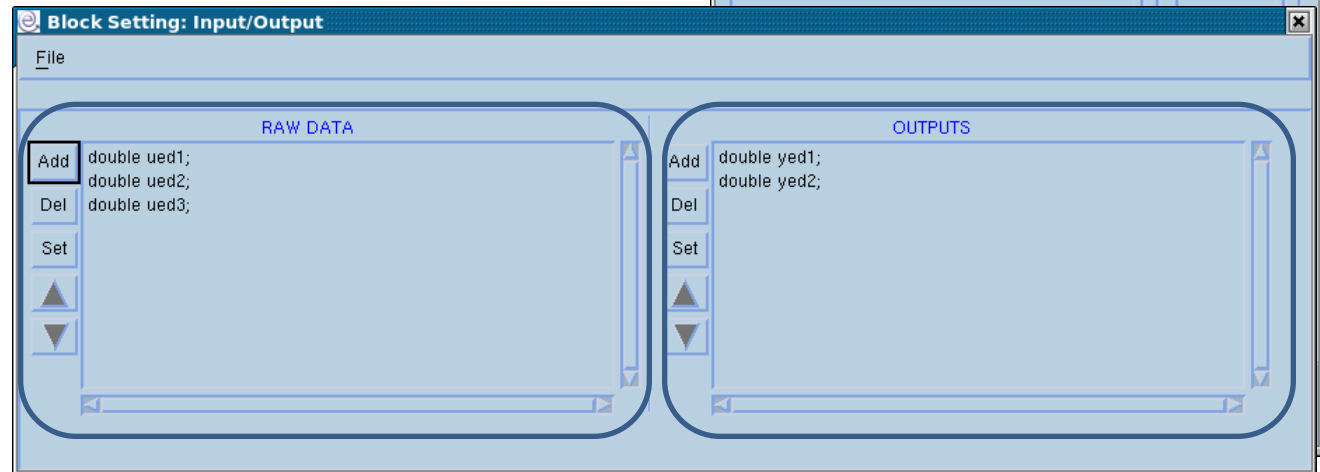 Block Setting: Input/Output
File
RAW DATA
Add
double ued1;
double ued2;
Del
double ued3;
Set
OUTPUTS
Add
double yed1;
double yed2;
Del
Set